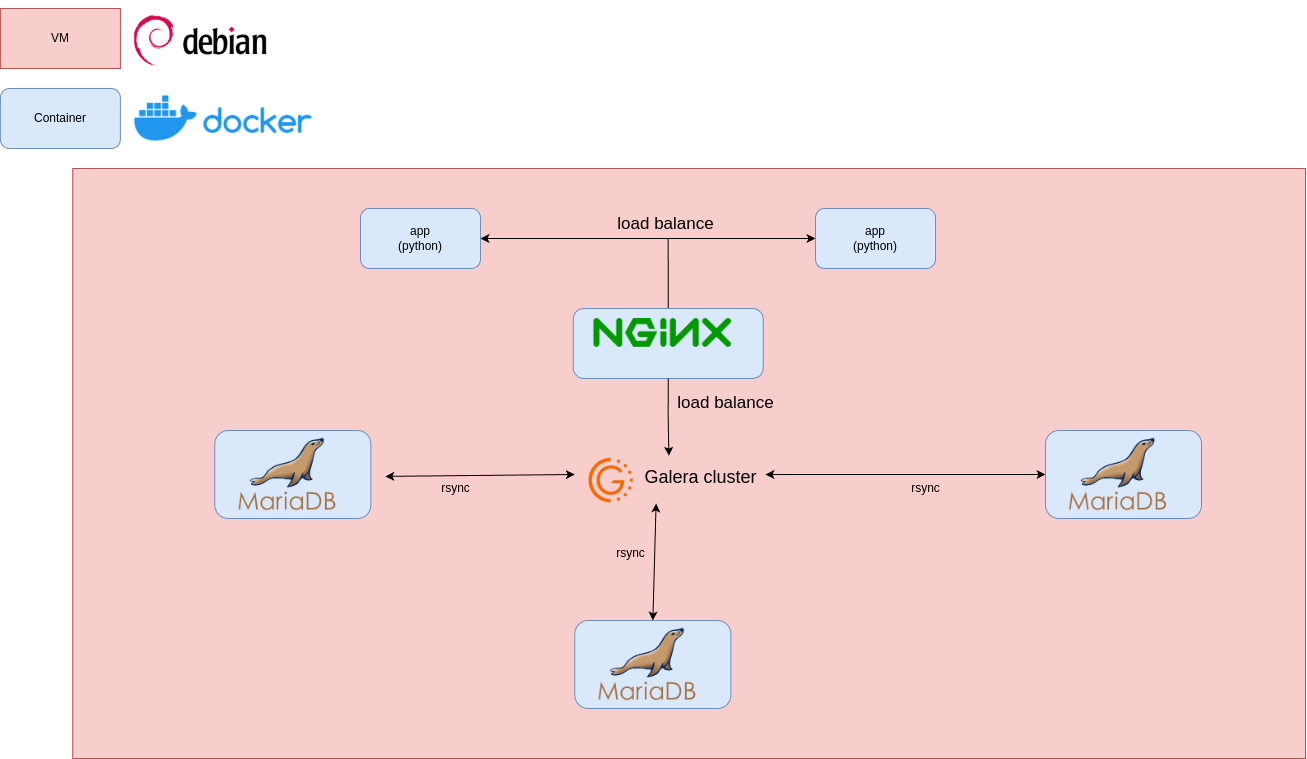 VM
debian
Container
docker
load balance
app
(python)
app
(python)
NGiNX
load balance
MariaDB
rsync
Galera cluster
rsync
MariaDB
rsync
MariaDB